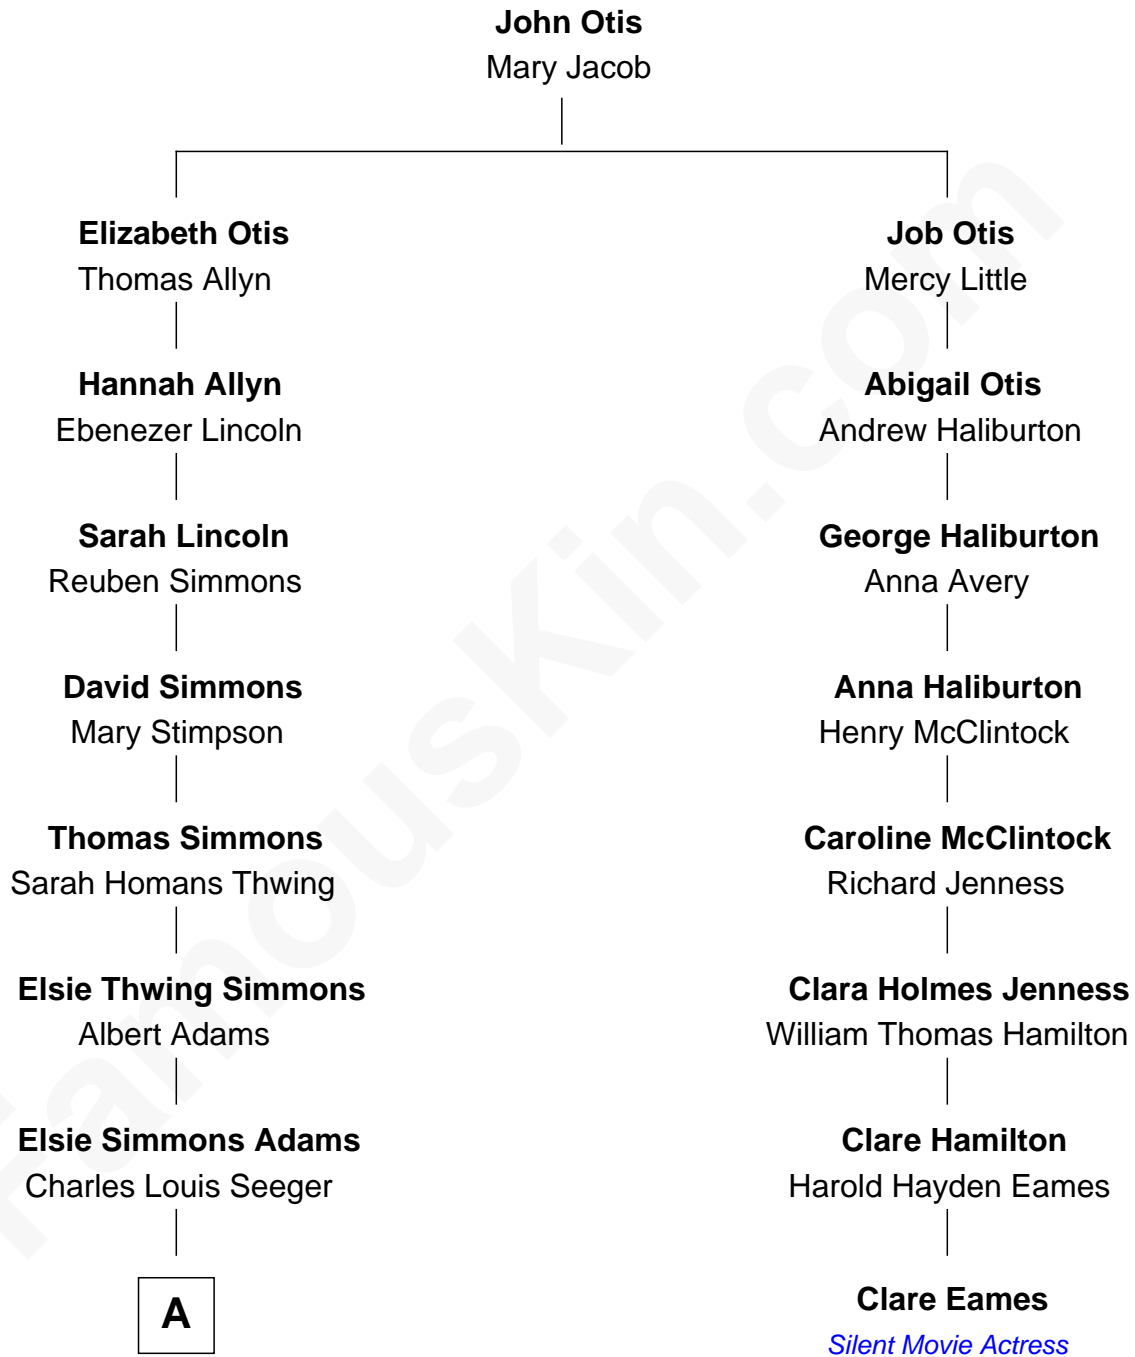 John Otis
Mary Jacob
Elizabeth Otis
Thomas Allyn
Hannah Allyn
Ebenezer Lincoln
Sarah Lincoln
Reuben Simmons
David Simmons
Mary Stimpson
Thomas Simmons
Sarah Homans Thwing
Elsie Thwing Simmons
Albert Adams
Elsie Simmons Adams
Charles Louis Seeger
A
Job Otis
Mercy Little
Abigail Otis
Andrew Haliburton
George Haliburton
Anna Avery
Anna Haliburton
Henry McClintock
Caroline McClintock
Richard Jenness
Clara Holmes Jenness
William Thomas Hamilton
Clare Hamilton
Harold Hayden Eames
Clare Eames
Silent Movie Actress
FamousKin.com